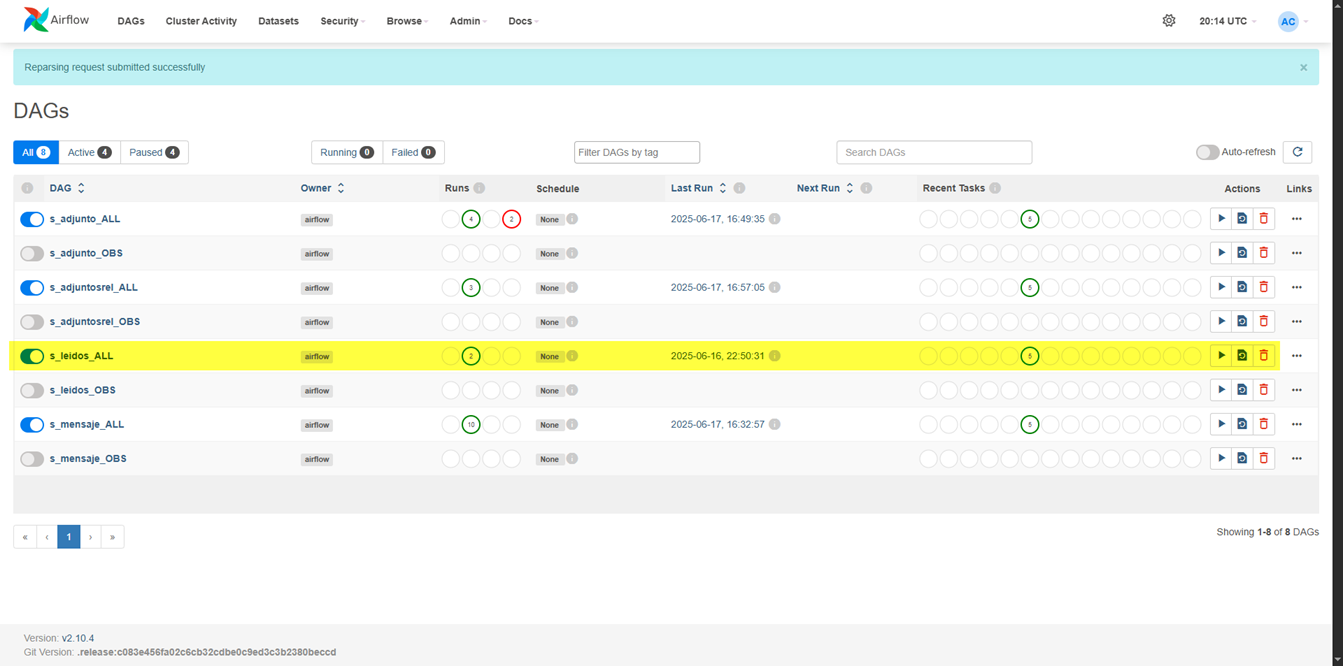 Airflow DAGs Cluster Activity Datasets Security Browse Admin Docs 20:14 UTC AC
Reparsing request submitted successfully ×
DAGs
All 8 Active 4 Paused 4 Running 0 Failed 0 Filter DAGs by tag Search DAGs Auto-refresh
DAG Owner Runs Schedule Last Run Next Run Recent Tasks Actions Links
s_adjunto_ALL airflow 4 2 None 2025-06-17, 16:49:35 5
s_adjunto_OBS airflow None
s_adjuntosrel_ALL airflow 3 None 2025-06-17, 16:57:05 5
s_adjuntosrel_OBS airflow None
s_leidos_ALL airflow 2 None 2025-06-16, 22:50:31 5
s_leidos_OBS airflow None
s_mensaje_ALL airflow 10 None 2025-06-17, 16:32:57 5
s_mensaje_OBS airflow None
« ‹ 1 › » Showing 1-8 of 8 DAGs
Version: v2.10.4
Git Version: .release:c083e456fa02c6cb32cdbe0c9ed3c3b2380beccd